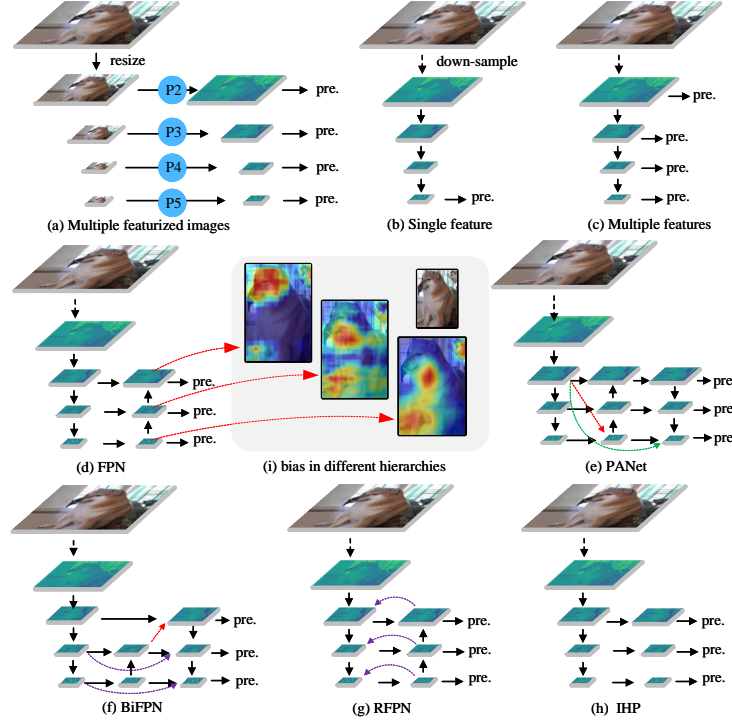 resize
down-sample
P2
pre.
pre.
P3
pre.
pre.
P4
pre.
pre.
P5
pre.
pre.
pre.
(a) Multiple featurized images
(b) Single feature
(c) Multiple features
pre.
pre.
pre.
pre
pre
pre
(d) FPN
(i) bias in different hierarchies
(e) PANet
pre.
pre.
pre.
pre.
pre.
pre.
pre.
pre.
pre.
(f) BiFPN
(g) RFPN
(h) IHP